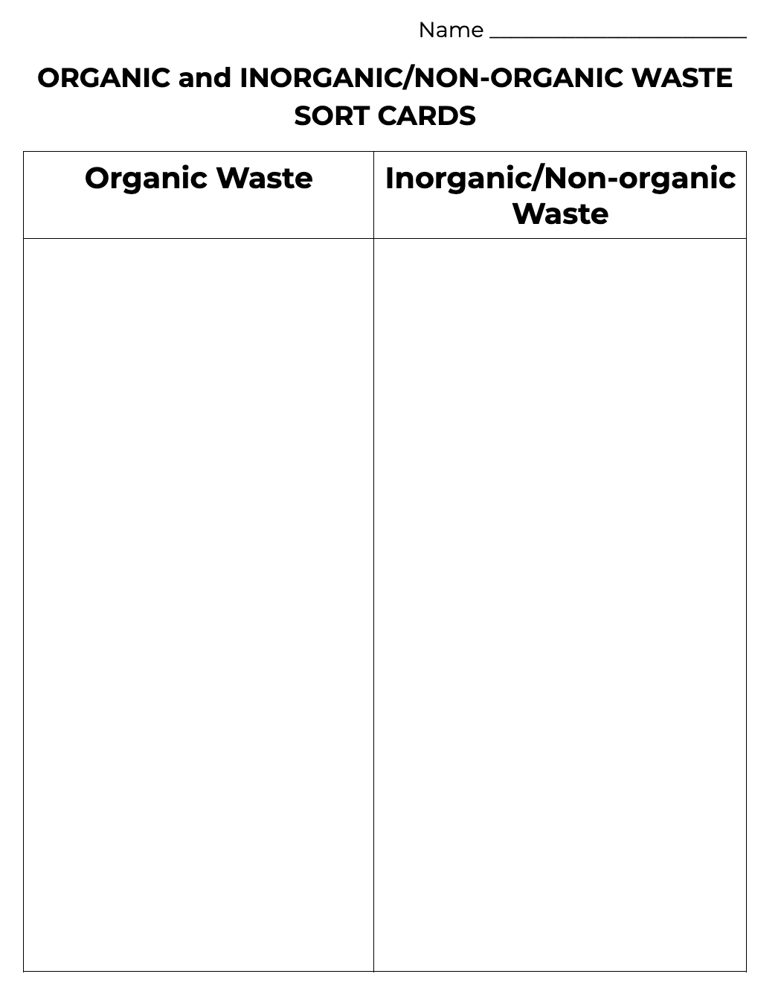 Name ________________________
ORGANIC and INORGANIC/NON-ORGANIC WASTE
SORT CARDS
Organic Waste
Inorganic/Non-organic
Waste